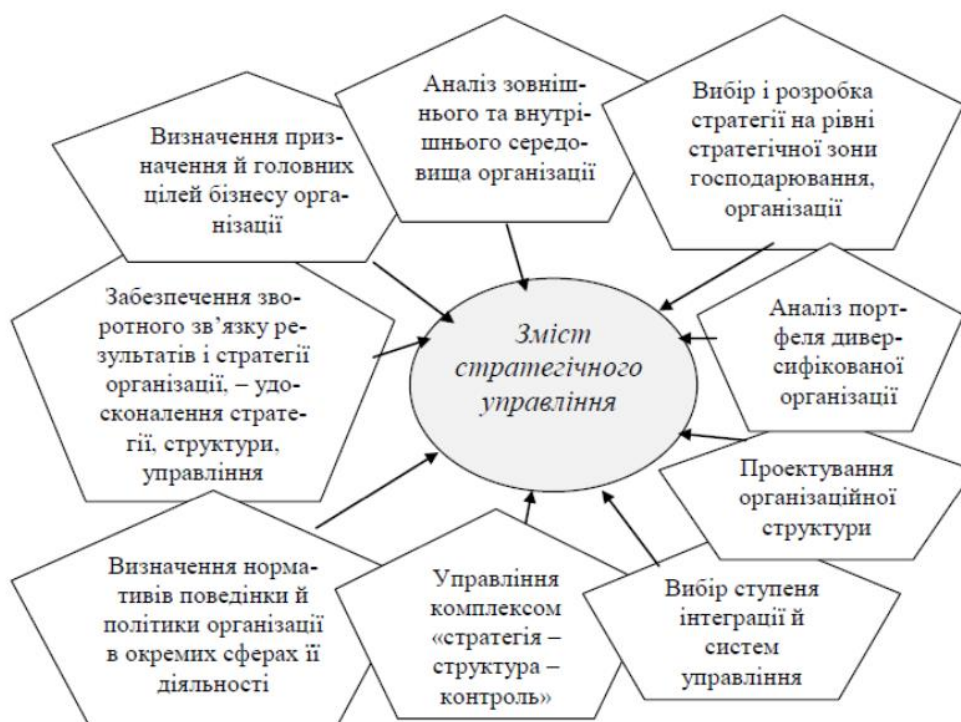 Аналіз зовніш-
нього та внутрі-
шнього середо-
вища організації
Вибір і розробка
стратегії на рівні
стратегічної зони
господарювання,
організації
Визначення приз-
начення й головних
цілей бізнесу орга-
нізації
Забезпечення зво-
ротного зв’язку ре-
зультатів і стратегії
організації, – удо-
сконалення страте-
гії, структури,
управління
Зміст
стратегічного
управління
Аналіз порт-
феля дивер-
сифікованої
організації
Проектування
організаційної
структури
Визначення норма-
тивів поведінки й
політики організації
в окремих сферах її
діяльності
Управління
комплексом
«стратегія –
структура –
контроль»
Вибір ступеня
інтеграції й
систем
управління